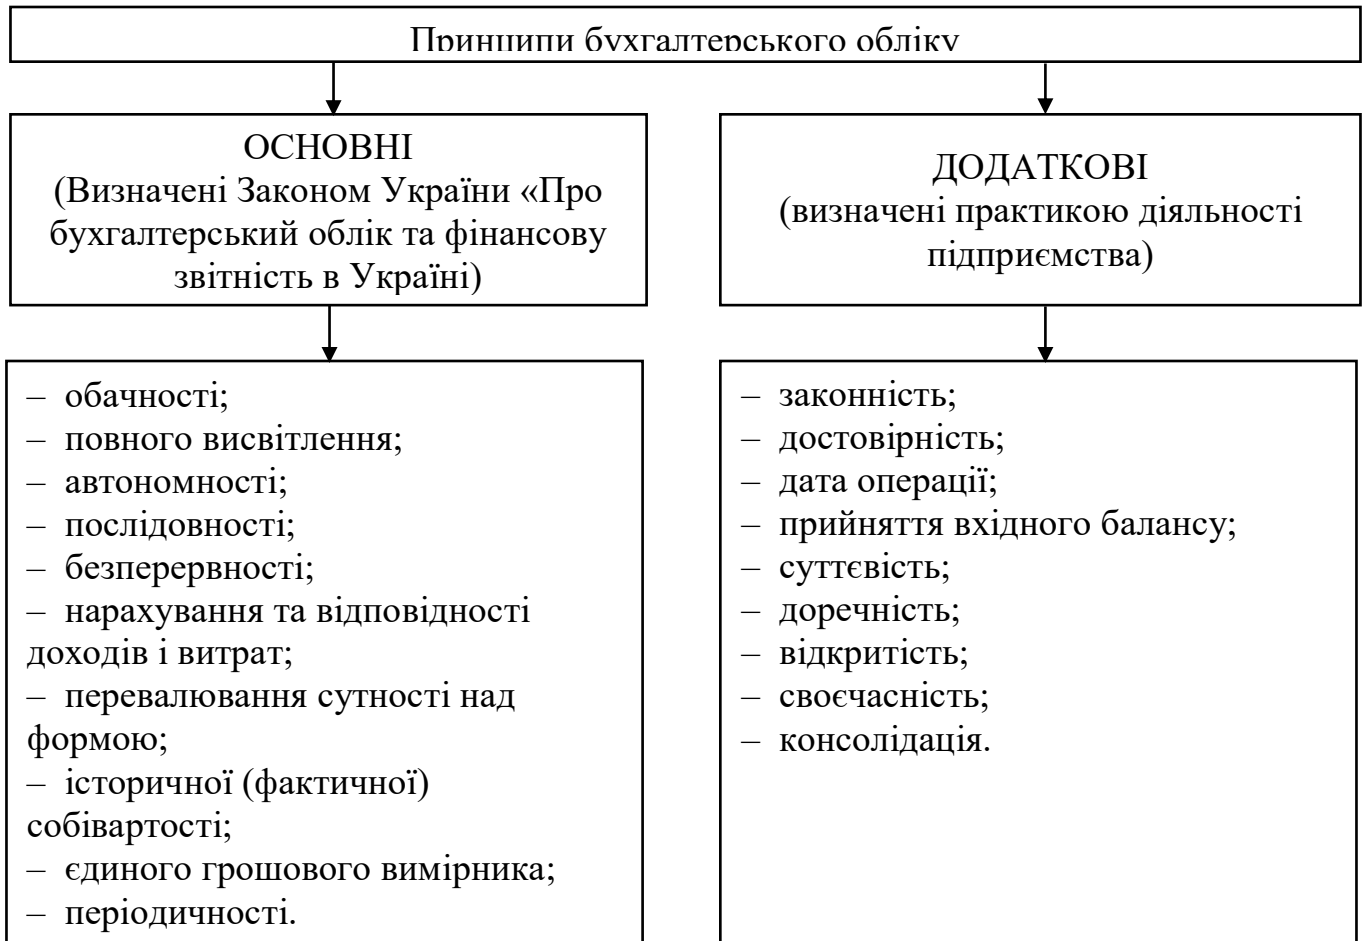 Принципи бухгалтерського обліку
ОСНОВНІ
(Визначені Законом України «Про
бухгалтерський облік та фінансову
звітність в Україні)
ДОДАТКОВІ
(визначені практикою діяльності
підприємства)
– обачності;
– повного висвітлення;
– автономності;
– послідовності;
– безперервності;
– нарахування та відповідності
доходів і витрат;
– перевалювання сутності над
формою;
– історичної (фактичної)
собівартості;
– єдиного грошового вимірника;
– періодичності.
– законність;
– достовірність;
– дата операції;
– прийняття вхідного балансу;
– суттєвість;
– доречність;
– відкритість;
– своєчасність;
– консолідація.